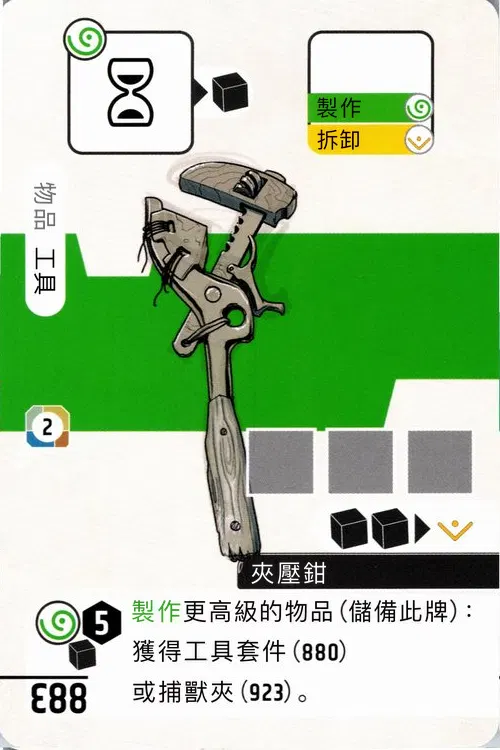 製作
拆卸
物品 工具
2
夾壓鉗
5 製作更高級的物品（儲備此牌）：
獲得工具套件（880）
或捕獸夾（923）。
883